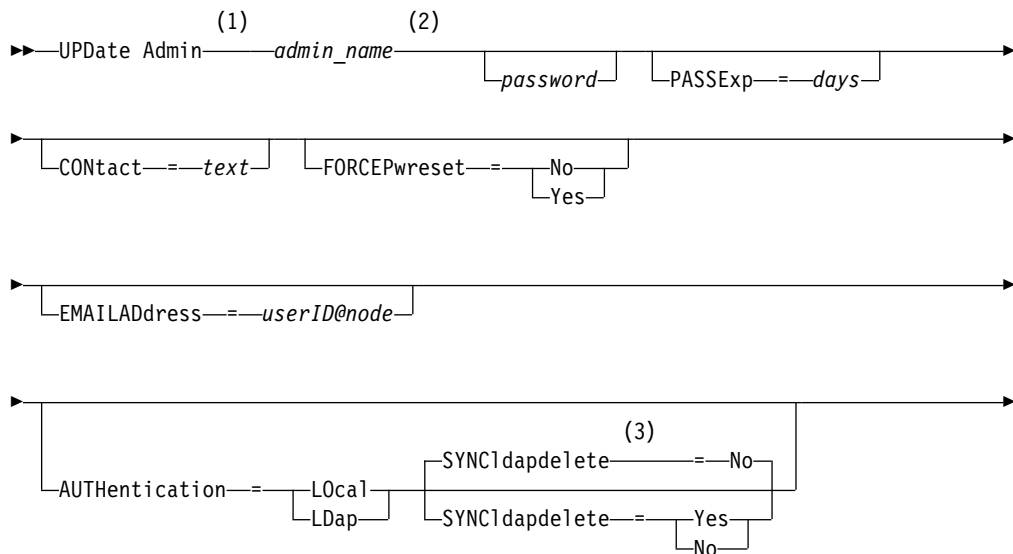 (1) (2)
UPDate Admin admin_name
password PASSExp = days
CONtact = text FORCEPwreset = No
Yes
EMAILADdress = userID@node
(3)
SYNCldapdelete = No
AUTHentication = LOcal
LDap SYNCldapdelete = Yes
No